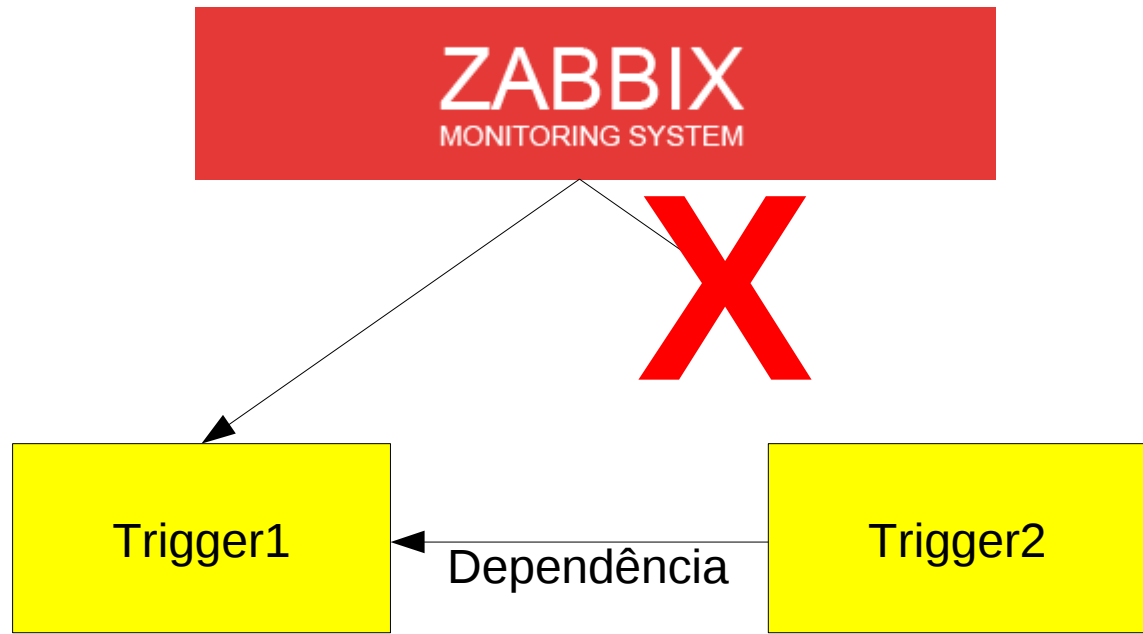 ZABBIX
MONITORING SYSTEM
X
Trigger1
Dependência
Trigger2